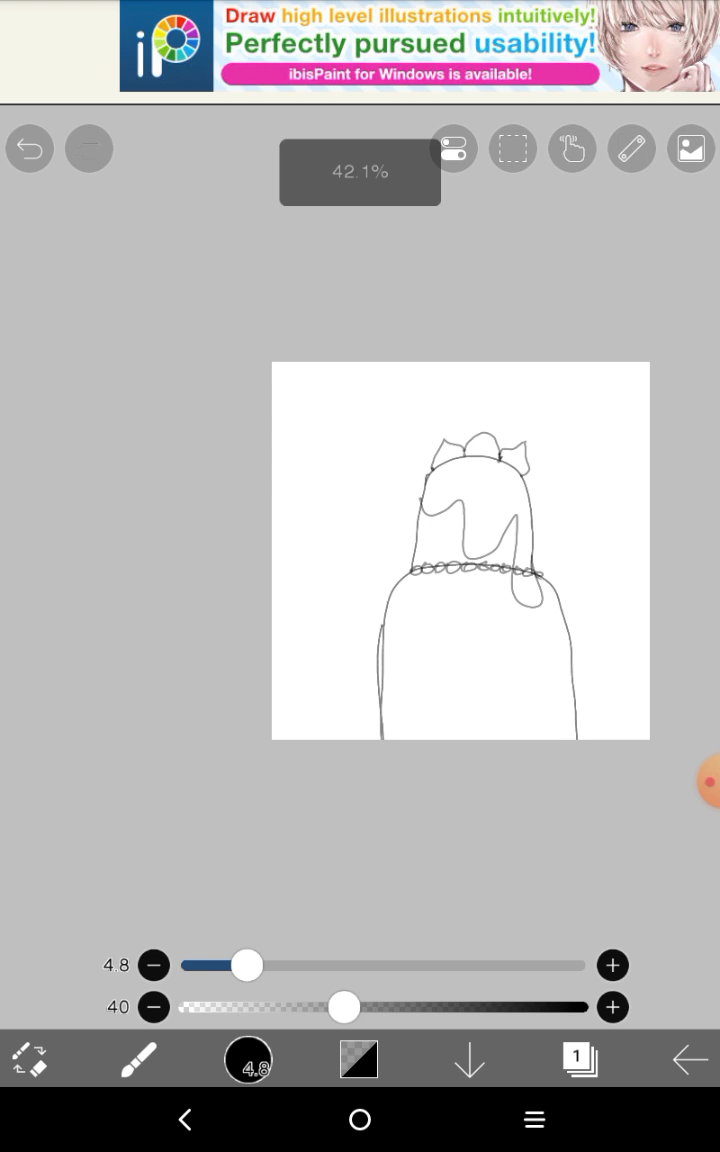 iP
Draw high level illustrations intuitively!
Perfectly pursued usability!
ibisPaint for Windows is available!
42.1%
4.8
40
4.8
1